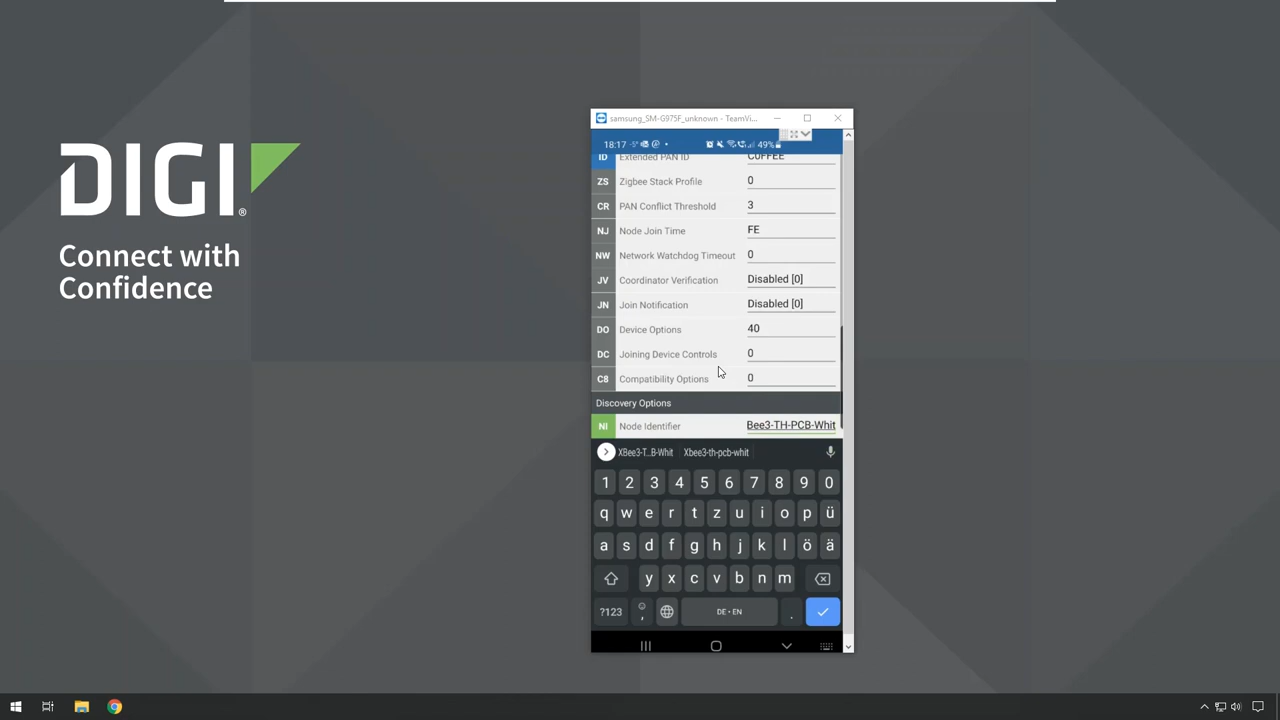 DIGI®
Connect with
Confidence
samsung_SM-G975F_unknown - TeamVi...
18:17 -5° 49%
ID Extended PAN ID C0FFEE
ZS Zigbee Stack Profile 0
CR PAN Conflict Threshold 3
NJ Node Join Time FE
NW Network Watchdog Timeout 0
JV Coordinator Verification Disabled [0]
JN Join Notification Disabled [0]
DO Device Options 40
DC Joining Device Controls 0
C8 Compatibility Options 0
Discovery Options
NI Node Identifier Bee3-TH-PCB-Whit
XBee3-T...B-Whit Xbee3-th-pcb-whit
1 2 3 4 5 6 7 8 9 0
q w e r t z u i o p ü
a s d f g h j k l ö ä
y x c v b n m
?123 , DE • EN .